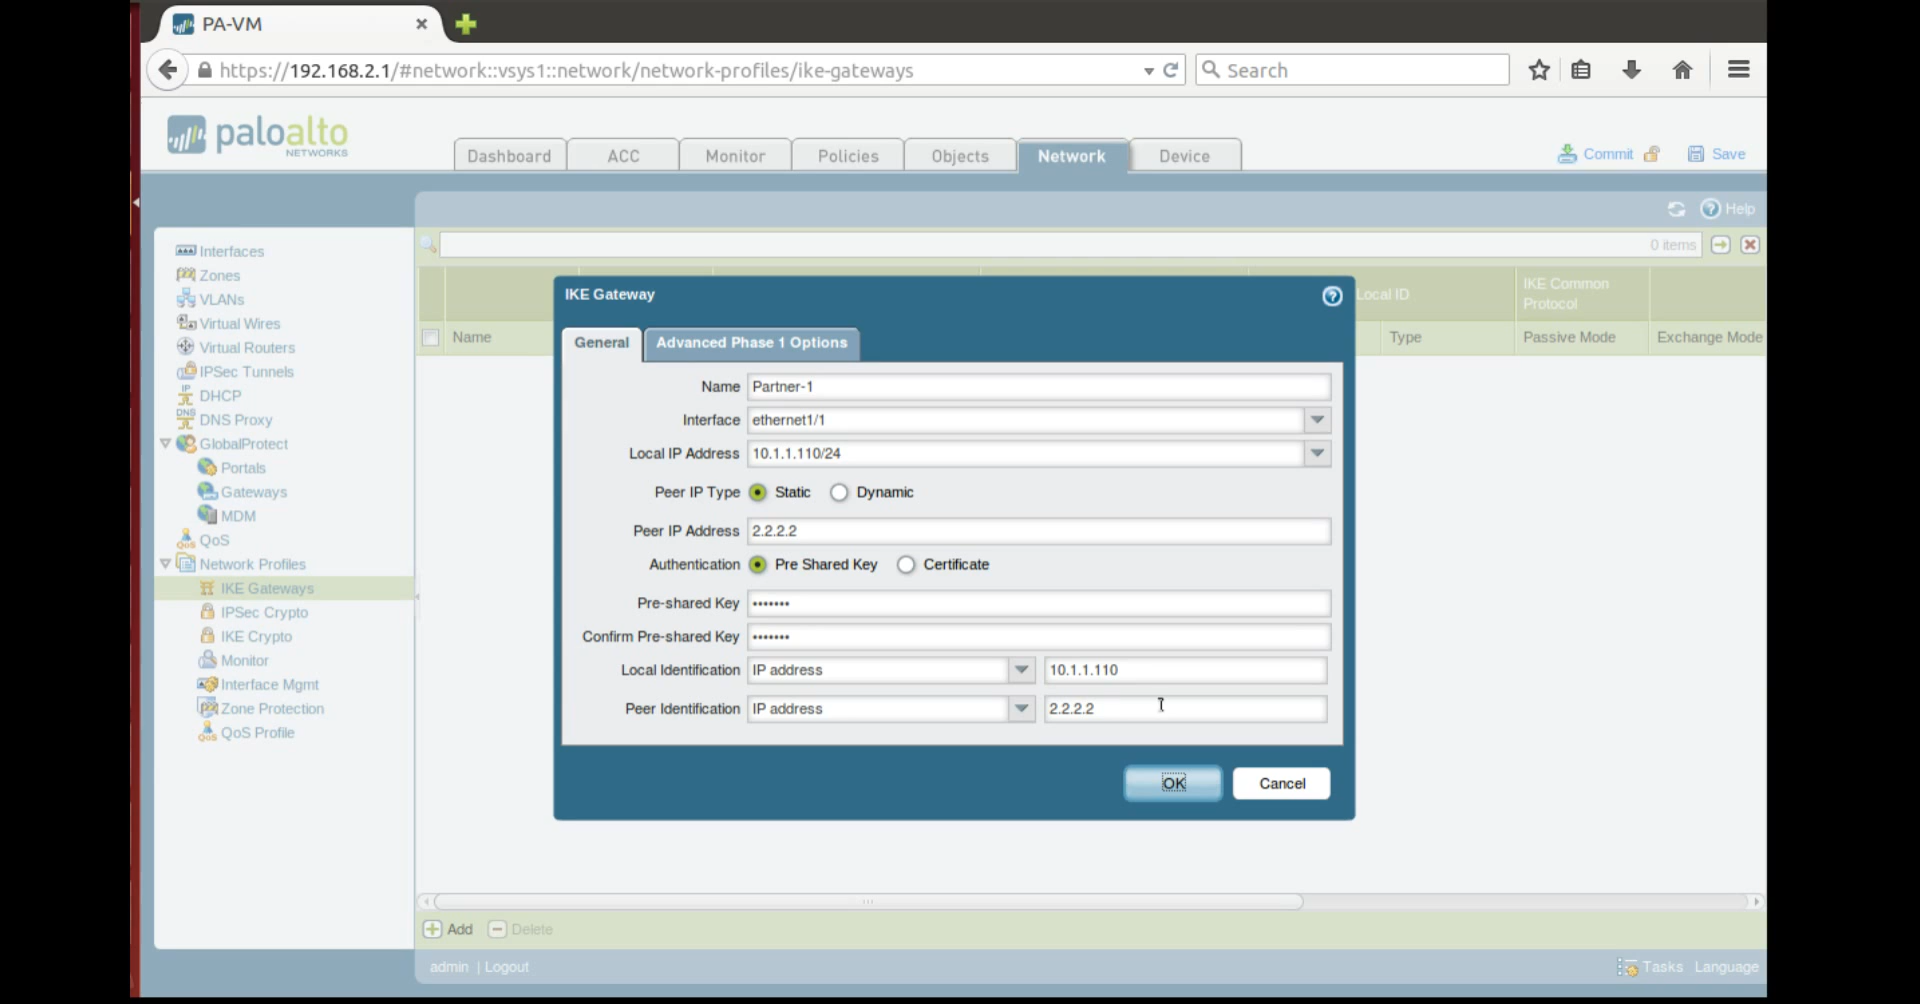 PA-VM
https://192.168.2.1/#network::vsys1::network/network-profiles/ike-gateways
Search
paloalto
NETWORKS
Dashboard
ACC
Monitor
Policies
Objects
Network
Device
Commit
Save
Help
Interfaces
Zones
VLANs
Virtual Wires
Virtual Routers
IPSec Tunnels
DHCP
DNS Proxy
GlobalProtect
Portals
Gateways
MDM
QoS
Network Profiles
IKE Gateways
IPSec Crypto
IKE Crypto
Monitor
Interface Mgmt
Zone Protection
QoS Profile
0 items
Local ID
IKE Common
Protocol
Name
Type
Passive Mode
Exchange Mode
IKE Gateway
General
Advanced Phase 1 Options
Name Partner-1
Interface ethernet1/1
Local IP Address 10.1.1.110/24
Peer IP Type Static Dynamic
Peer IP Address 2.2.2.2
Authentication Pre Shared Key Certificate
Pre-shared Key •••••••
Confirm Pre-shared Key •••••••
Local Identification IP address 10.1.1.110
Peer Identification IP address 2.2.2.2
OK
Cancel
Add
Delete
admin | Logout
Tasks
Language